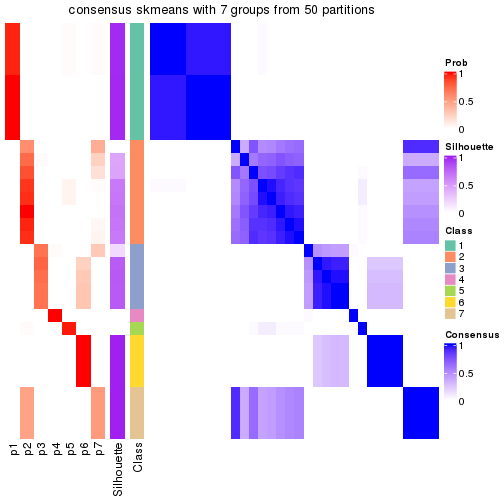 consensus skmeans with 7 groups from 50 partitions
Prob
1
0.5
0
Silhouette
1
0.5
0
Class
1
2
3
4
5
6
7
Consensus
1
0.5
0
p1
p2
p3
p4
p5
p6
p7
Silhouette
Class